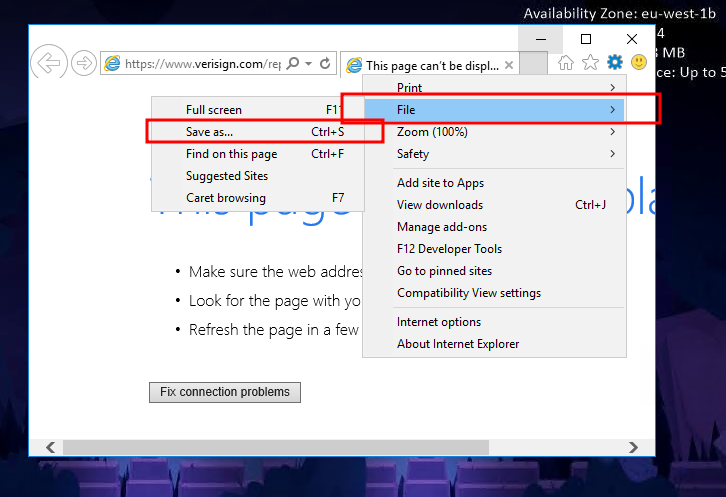 Availability Zone: eu-west-1b
4
MB
ce: Up to 5
https://www.verisign.com/rep
This page can't be displ...
Print
File
Zoom (100%)
Safety
Add site to Apps
View downloads Ctrl+J
Manage add-ons
F12 Developer Tools
Go to pinned sites
Compatibility View settings
Internet options
About Internet Explorer
Full screen F11
Save as... Ctrl+S
Find on this page Ctrl+F
Suggested Sites
Caret browsing F7
This page
pla
Make sure the web addres
Look for the page with yo
Refresh the page in a few
Fix connection problems